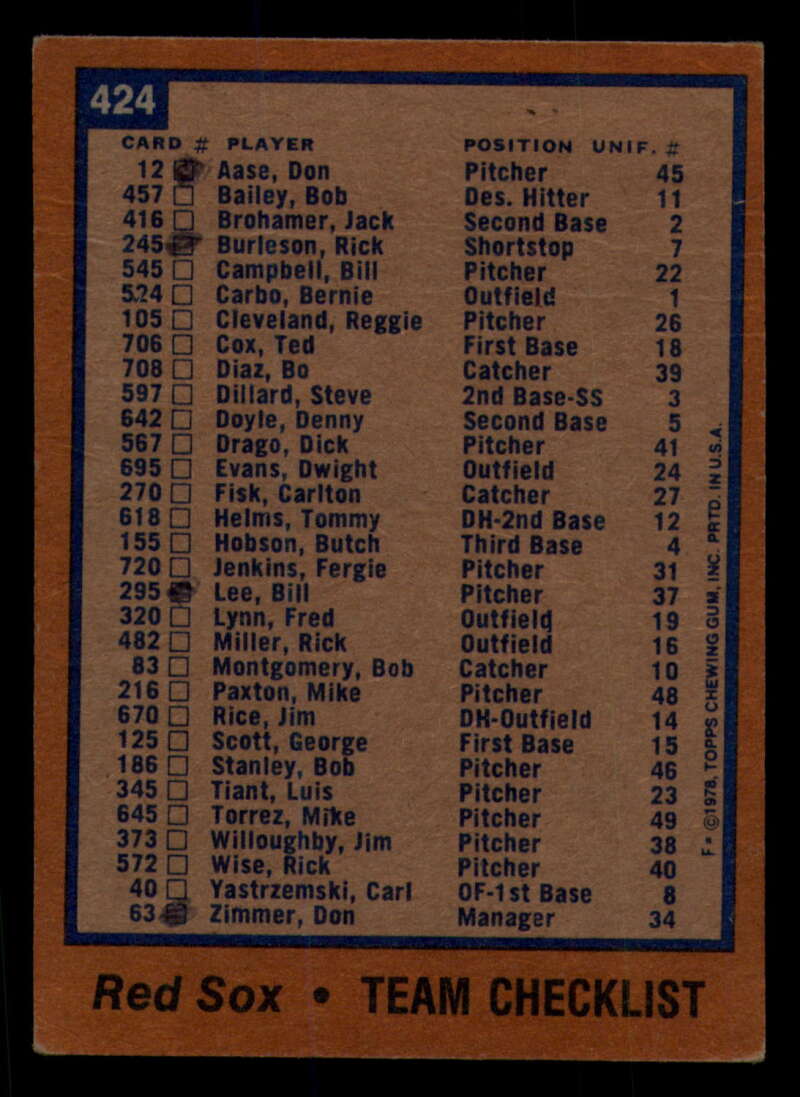 424
CARD # PLAYER POSITION UNIF. #
12 Aase, Don Pitcher 45
457 Bailey, Bob Des. Hitter 11
416 Brohamer, Jack Second Base 2
245 Burleson, Rick Shortstop 7
545 Campbell, Bill Pitcher 22
524 Carbo, Bernie Outfield 1
105 Cleveland, Reggie Pitcher 26
706 Cox, Ted First Base 18
708 Diaz, Bo Catcher 39
597 Dillard, Steve 2nd Base-SS 3
642 Doyle, Denny Second Base 5
567 Drago, Dick Pitcher 41
695 Evans, Dwight Outfield 24
270 Fisk, Carlton Catcher 27
618 Helms, Tommy DH-2nd Base 12
155 Hobson, Butch Third Base 4
720 Jenkins, Fergie Pitcher 31
295 Lee, Bill Pitcher 37
320 Lynn, Fred Outfield 19
482 Miller, Rick Outfield 16
83 Montgomery, Bob Catcher 10
216 Paxton, Mike Pitcher 48
670 Rice, Jim DH-Outfield 14
125 Scott, George First Base 15
186 Stanley, Bob Pitcher 46
345 Tiant, Luis Pitcher 23
645 Torrez, Mike Pitcher 49
373 Willoughby, Jim Pitcher 38
572 Wise, Rick Pitcher 40
40 Yastrzemski, Carl OF-1st Base 8
63 Zimmer, Don Manager 34
F* ©1978, TOPPS CHEWING GUM, INC. PRTD. IN U.S.A.
Red Sox • TEAM CHECKLIST